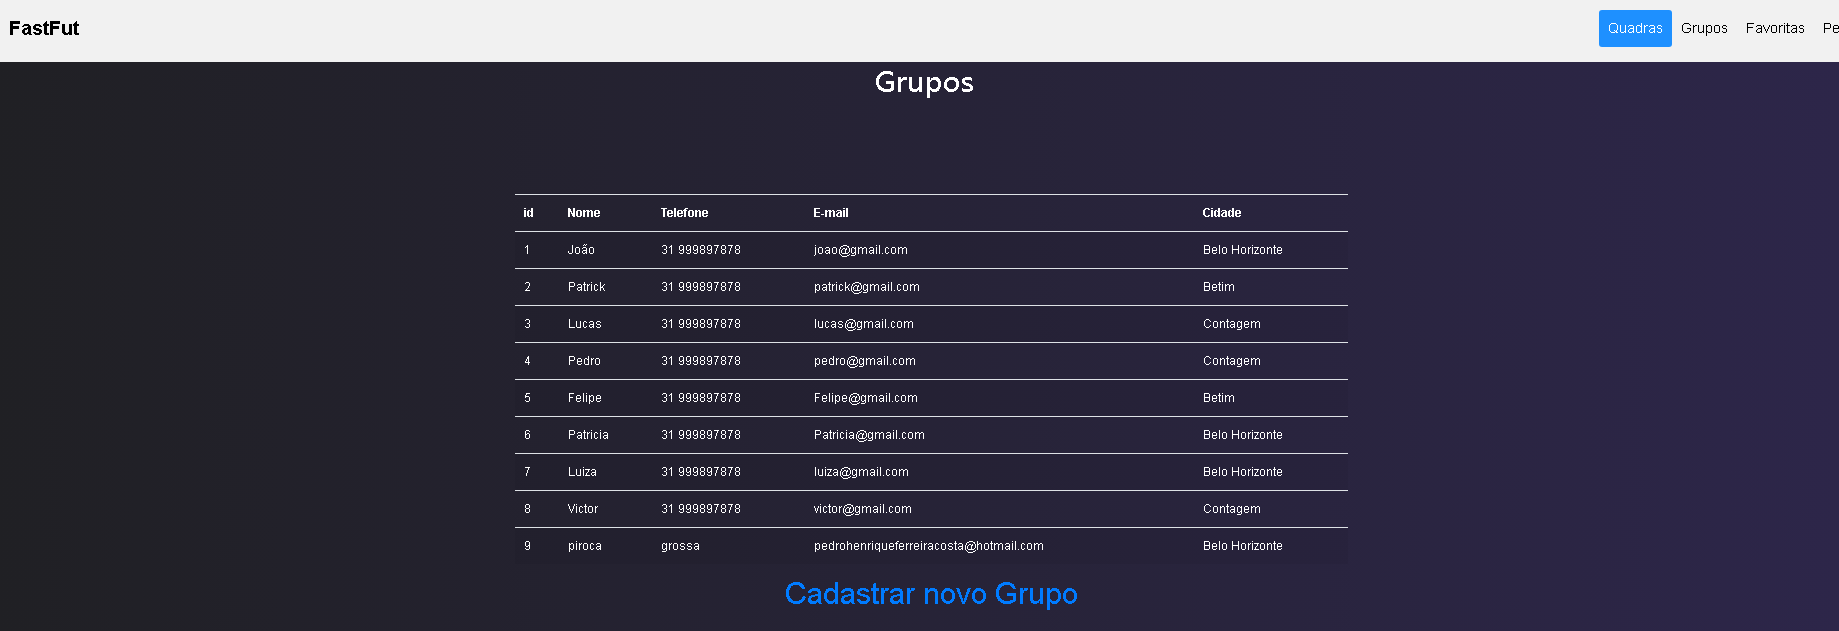 FastFut Quadras Grupos Favoritas Pe
Grupos
id Nome Telefone E-mail Cidade
1 João 31 999897878 joao@gmail.com Belo Horizonte
2 Patrick 31 999897878 patrick@gmail.com Betim
3 Lucas 31 999897878 lucas@gmail.com Contagem
4 Pedro 31 999897878 pedro@gmail.com Contagem
5 Felipe 31 999897878 Felipe@gmail.com Betim
6 Patricia 31 999897878 Patricia@gmail.com Belo Horizonte
7 Luiza 31 999897878 luiza@gmail.com Belo Horizonte
8 Victor 31 999897878 victor@gmail.com Contagem
9 piroca grossa pedrohenriqueferreiracosta@hotmail.com Belo Horizonte
Cadastrar novo Grupo